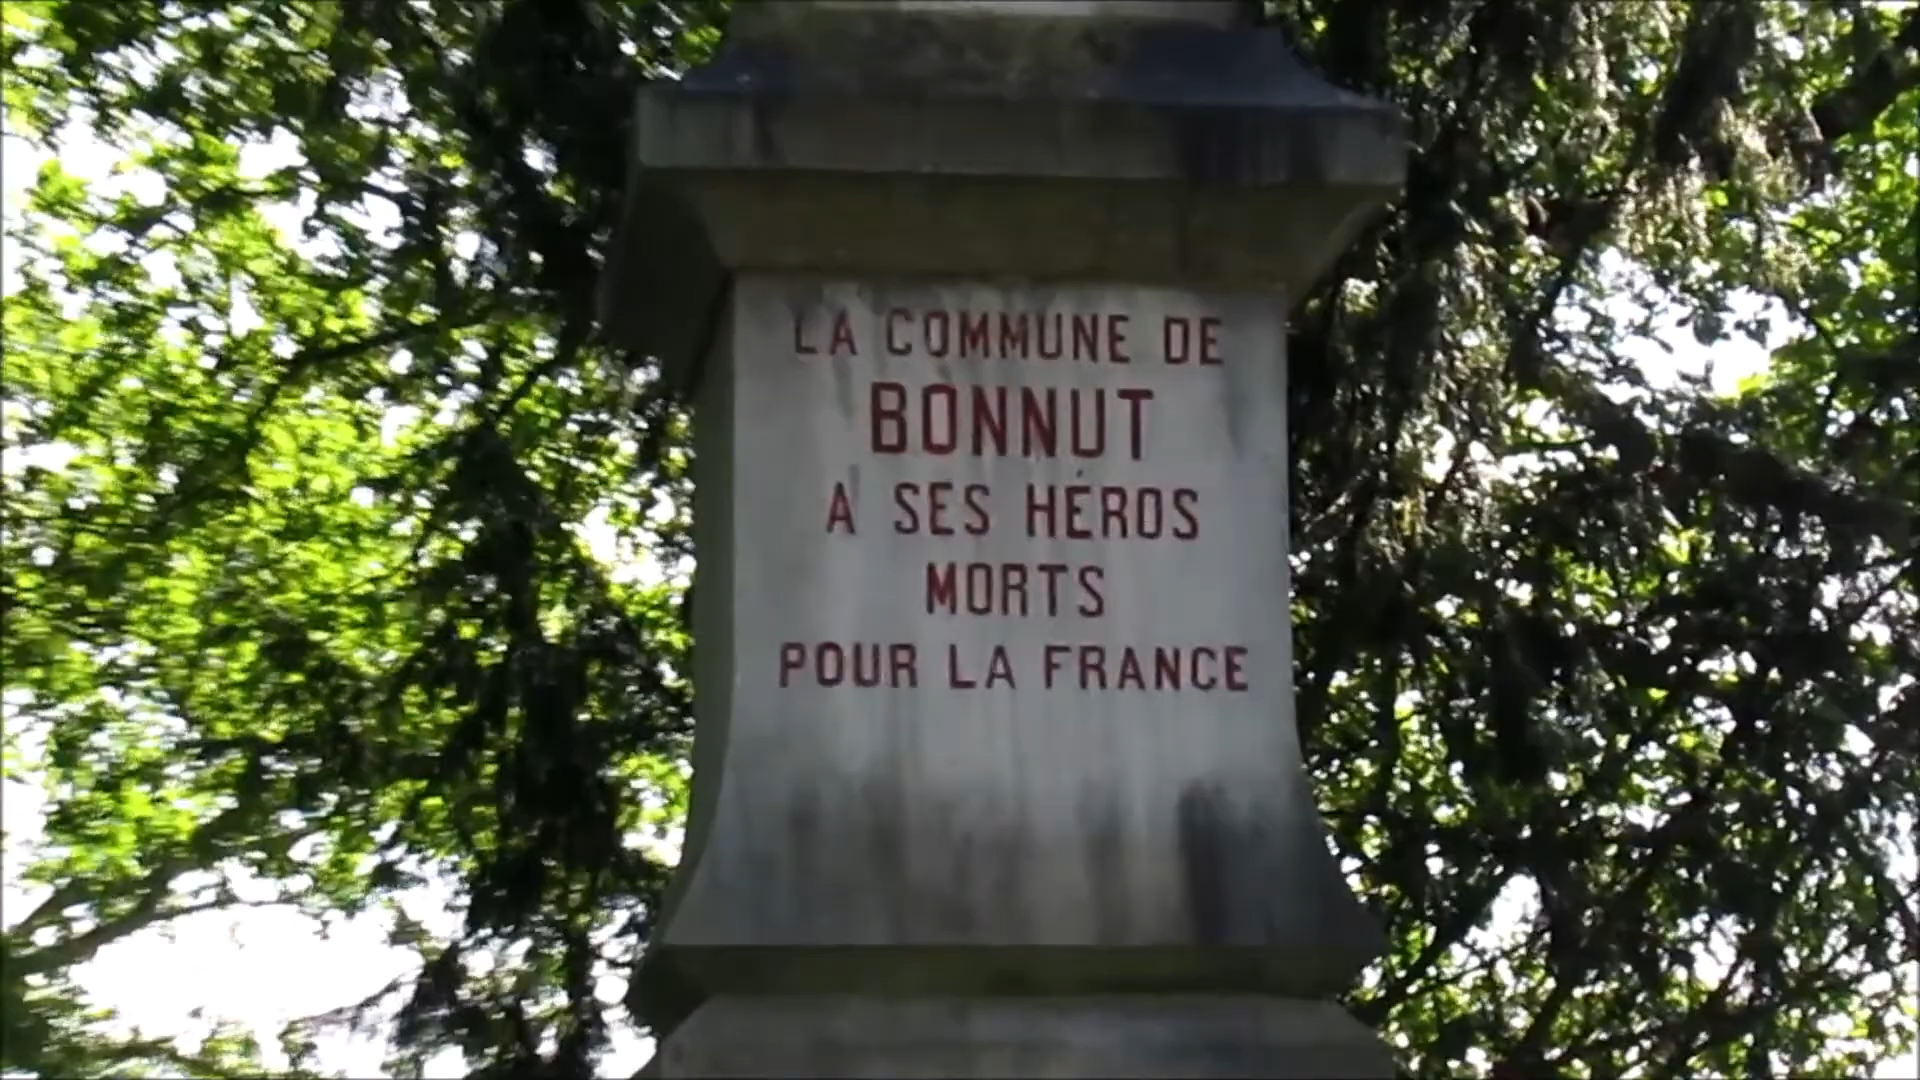 LA COMMUNE DE
BONNUT
A SES HÉROS
MORTS
POUR LA FRANCE